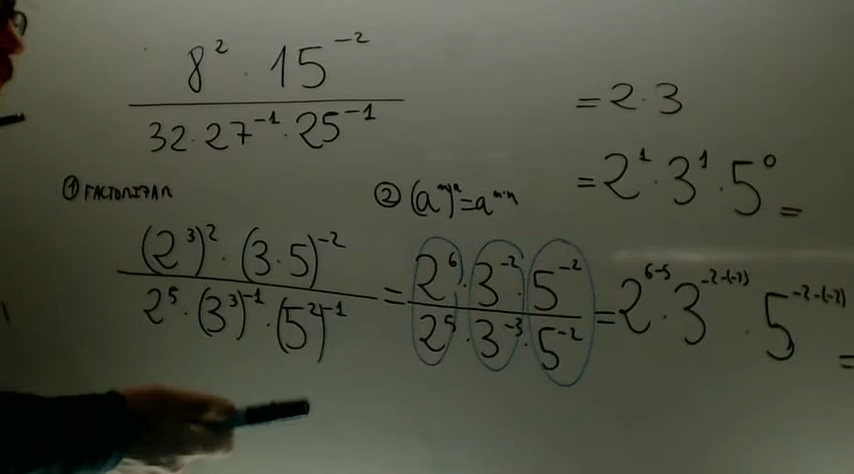 8² · 15⁻²
32 · 27⁻¹ · 25⁻¹
① FACTORIZAR
(2³)² · (3 · 5)⁻²
2⁵ · (3³)⁻¹ · (5²)⁻¹
② (aᵐ)ⁿ = aᵐ·ⁿ
= 2⁶ · 3⁻² · 5⁻²
2⁵ · 3⁻³ · 5⁻²
= 2⁶⁻⁵ · 3⁻²⁻⁽⁻³⁾ · 5⁻²⁻⁽⁻²⁾ =
= 2¹ · 3¹ · 5⁰ =
= 2 · 3